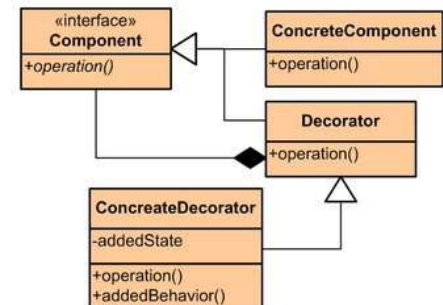 «interface»
Component
+operation()
ConcreteComponent
+operation()
Decorator
+operation()
ConcreateDecorator
-addedState
+operation()
+addedBehavior()